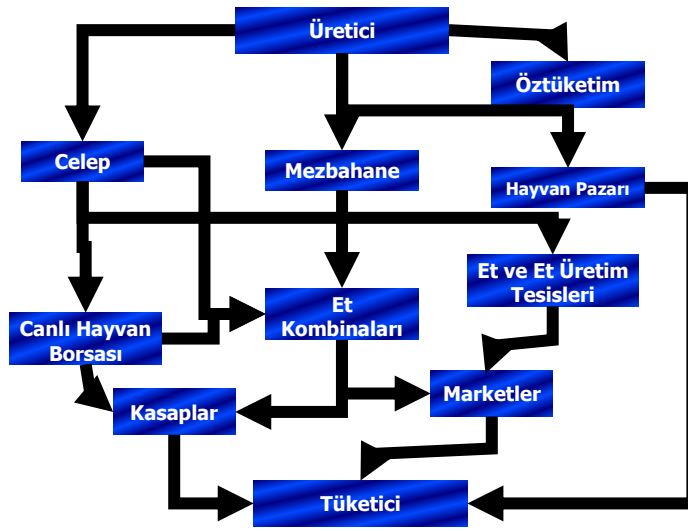 Üretici
Öztüketim
Celep
Mezbahane
Hayvan Pazarı
Et ve Et Üretim
Tesisleri
Canlı Hayvan
Borsası
Et
Kombinaları
Marketler
Kasaplar
Tüketici